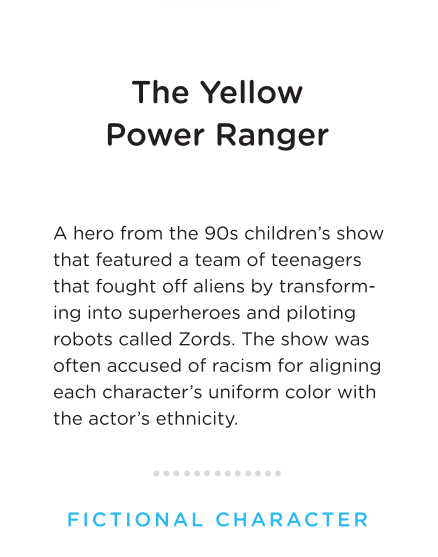 The Yellow
Power Ranger
A hero from the 90s children’s show
that featured a team of teenagers
that fought off aliens by transform-
ing into superheroes and piloting
robots called Zords. The show was
often accused of racism for aligning
each character’s uniform color with
the actor’s ethnicity.
FICTIONAL CHARACTER